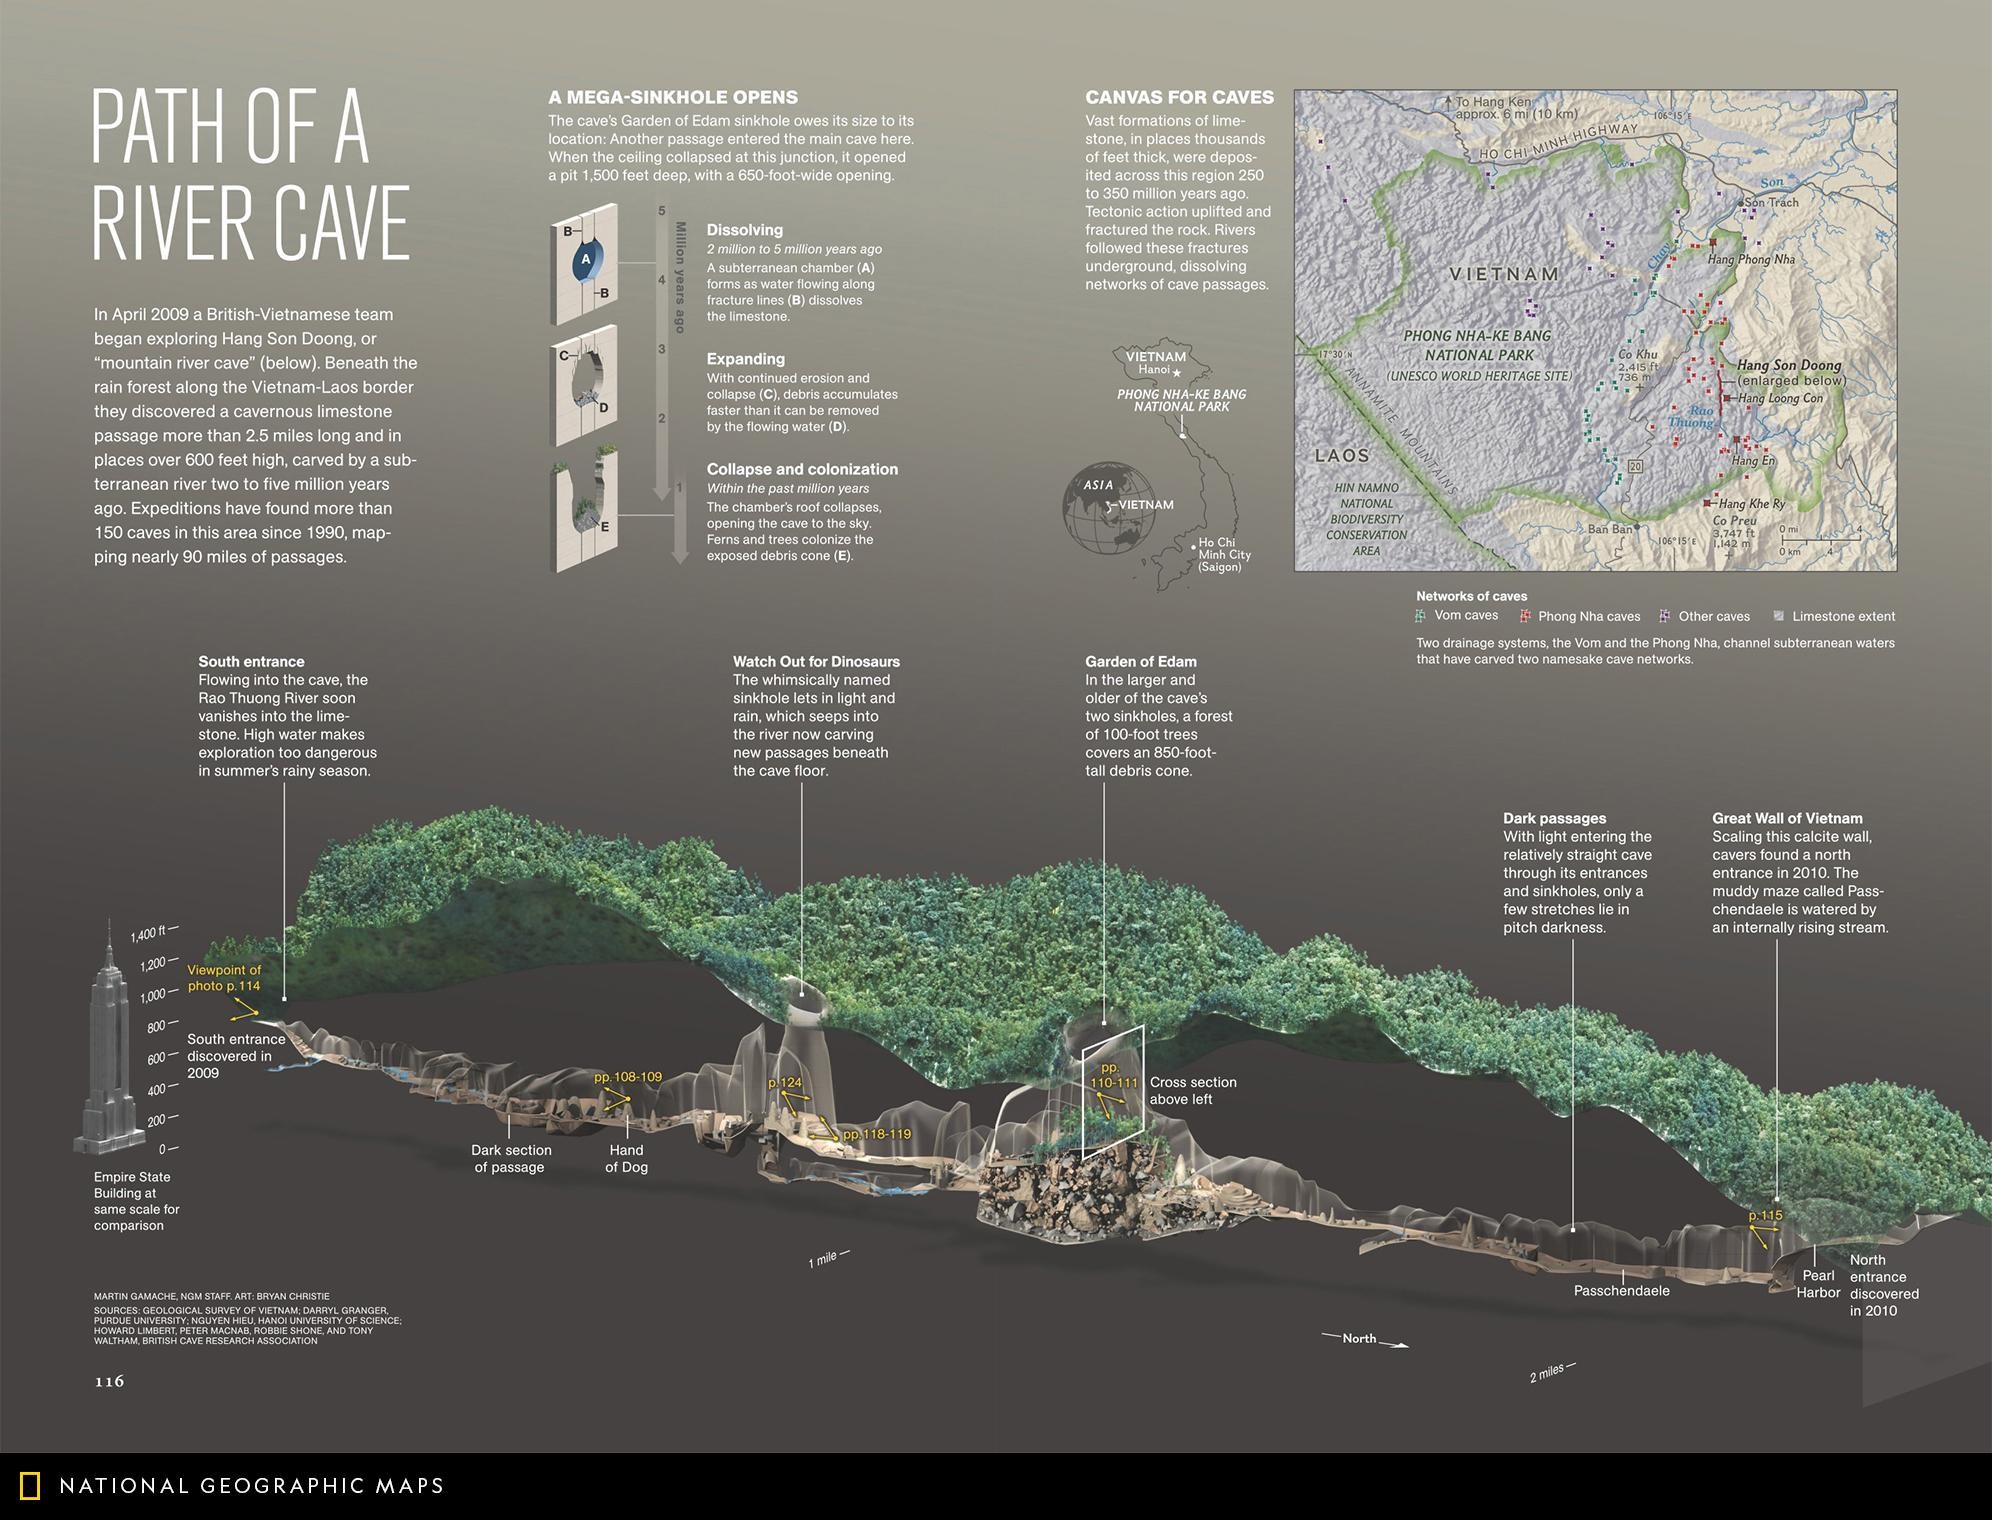 PATH OF A
RIVER CAVE
In April 2009 a British-Vietnamese team
began exploring Hang Son Doong, or
“mountain river cave” (below). Beneath the
rain forest along the Vietnam-Laos border
they discovered a cavernous limestone
passage more than 2.5 miles long and in
places over 600 feet high, carved by a sub-
terranean river two to five million years
ago. Expeditions have found more than
150 caves in this area since 1990, map-
ping nearly 90 miles of passages.
A MEGA-SINKHOLE OPENS
The cave’s Garden of Edam sinkhole owes its size to its
location: Another passage entered the main cave here.
When the ceiling collapsed at this junction, it opened
a pit 1,500 feet deep, with a 650-foot-wide opening.
B
A
B
C
D
E
5
4
3
2
1
Million years ago
Dissolving
2 million to 5 million years ago
A subterranean chamber (A)
forms as water flowing along
fracture lines (B) dissolves
the limestone.
Expanding
With continued erosion and
collapse (C), debris accumulates
faster than it can be removed
by the flowing water (D).
Collapse and colonization
Within the past million years
The chamber’s roof collapses,
opening the cave to the sky.
Ferns and trees colonize the
exposed debris cone (E).
CANVAS FOR CAVES
Vast formations of lime-
stone, in places thousands
of feet thick, were depos-
ited across this region 250
to 350 million years ago.
Tectonic action uplifted and
fractured the rock. Rivers
followed these fractures
underground, dissolving
networks of cave passages.
VIETNAM
Hanoi
PHONG NHA-KE BANG
NATIONAL PARK
ASIA
VIETNAM
Ho Chi
Minh City
(Saigon)
To Hang Ken
approx. 6 mi (10 km)
106°15'E
HO CHI MINH HIGHWAY
Son
Son Trach
Chay
Hang Phong Nha
VIETNAM
PHONG NHA-KE BANG
NATIONAL PARK
(UNESCO WORLD HERITAGE SITE)
17°30'N
Co Khu
2,415 ft
736 m
Hang Son Doong
(enlarged below)
Hang Loong Con
Rao
Thuong
ANNAMITE MOUNTAINS
LAOS
Hang En
20
HIN NAMNO
NATIONAL
BIODIVERSITY
CONSERVATION
AREA
Hang Khe Ry
Ban Ban
Co Preu
3,747 ft
1,142 m
106°15'E
0 mi 4
0 km 4
Networks of caves
Vom caves Phong Nha caves Other caves Limestone extent
Two drainage systems, the Vom and the Phong Nha, channel subterranean waters
that have carved two namesake cave networks.
South entrance
Flowing into the cave, the
Rao Thuong River soon
vanishes into the lime-
stone. High water makes
exploration too dangerous
in summer’s rainy season.
Watch Out for Dinosaurs
The whimsically named
sinkhole lets in light and
rain, which seeps into
the river now carving
new passages beneath
the cave floor.
Garden of Edam
In the larger and
older of the cave’s
two sinkholes, a forest
of 100-foot trees
covers an 850-foot-
tall debris cone.
Dark passages
With light entering the
relatively straight cave
through its entrances
and sinkholes, only a
few stretches lie in
pitch darkness.
Great Wall of Vietnam
Scaling this calcite wall,
cavers found a north
entrance in 2010. The
muddy maze called Pass-
chendaele is watered by
an internally rising stream.
1,400 ft
1,200
1,000
800
600
400
200
0
Empire State
Building at
same scale for
comparison
Viewpoint of
photo p.114
South entrance
discovered in
2009
pp.108-109
Dark section
of passage
Hand
of Dog
p.124
pp.118-119
pp.
110-111
Cross section
above left
p.115
Passchendaele
Pearl
Harbor
North
entrance
discovered
in 2010
1 mile
North
2 miles
MARTIN GAMACHE, NGM STAFF. ART: BRYAN CHRISTIE
SOURCES: GEOLOGICAL SURVEY OF VIETNAM; DARRYL GRANGER,
PURDUE UNIVERSITY; NGUYEN HIEU, HANOI UNIVERSITY OF SCIENCE;
HOWARD LIMBERT, PETER MACNAB, ROBBIE SHONE, AND TONY
WALTHAM, BRITISH CAVE RESEARCH ASSOCIATION
116
NATIONAL GEOGRAPHIC MAPS